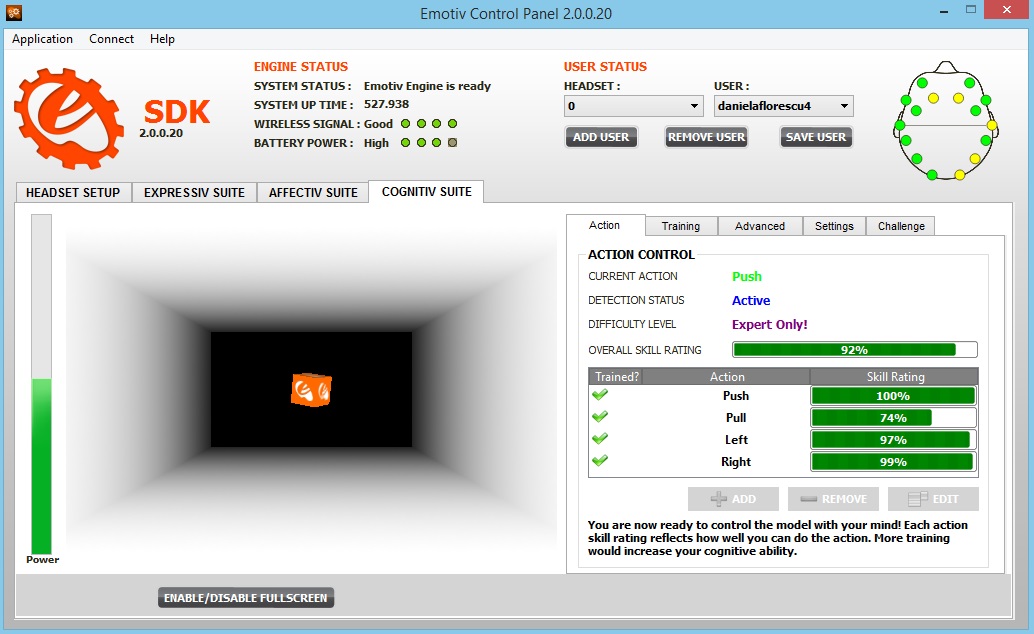 Emotiv Control Panel 2.0.0.20
Application Connect Help
SDK
2.0.0.20
ENGINE STATUS
SYSTEM STATUS : Emotiv Engine is ready
SYSTEM UP TIME : 527.938
WIRELESS SIGNAL : Good
BATTERY POWER : High
USER STATUS
HEADSET : USER :
0 danielaflorescu4
ADD USER REMOVE USER SAVE USER
HEADSET SETUP EXPRESSIV SUITE AFFECTIV SUITE COGNITIV SUITE
Power
ENABLE/DISABLE FULLSCREEN
Action Training Advanced Settings Challenge
ACTION CONTROL
CURRENT ACTION Push
DETECTION STATUS Active
DIFFICULTY LEVEL Expert Only!
OVERALL SKILL RATING 92%
Trained? Action Skill Rating
Push 100%
Pull 74%
Left 97%
Right 99%
ADD REMOVE EDIT
You are now ready to control the model with your mind! Each action
skill rating reflects how well you can do the action. More training
would increase your cognitive ability.